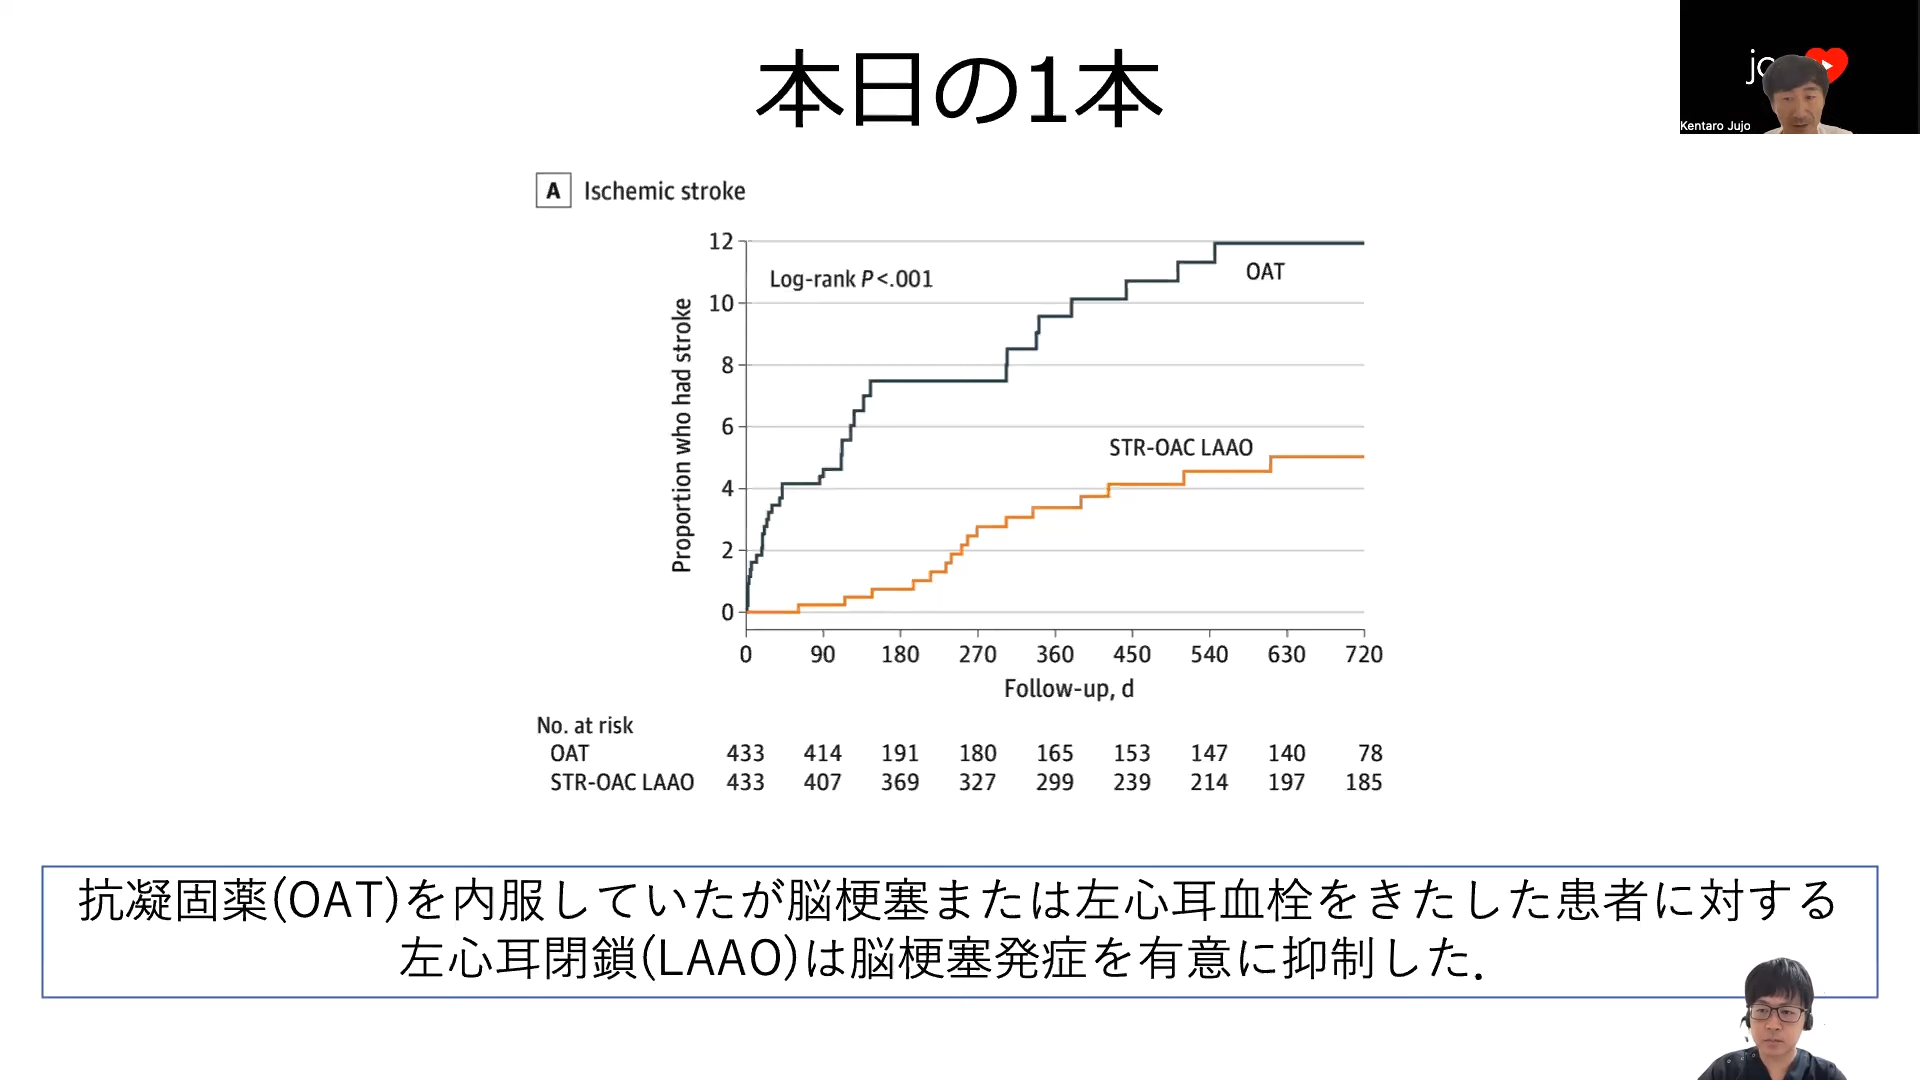 本日の1本
jo
Kentaro Jujo
A Ischemic stroke
12
10
8
6
4
2
0
Proportion who had stroke
Log-rank P<.001
OAT
STR-OAC LAAO
0 90 180 270 360 450 540 630 720
Follow-up, d
No. at risk
OAT 433 414 191 180 165 153 147 140 78
STR-OAC LAAO 433 407 369 327 299 239 214 197 185
抗凝固薬(OAT)を内服していたが脳梗塞または左心耳血栓をきたした患者に対する
左心耳閉鎖(LAAO)は脳梗塞発症を有意に抑制した.